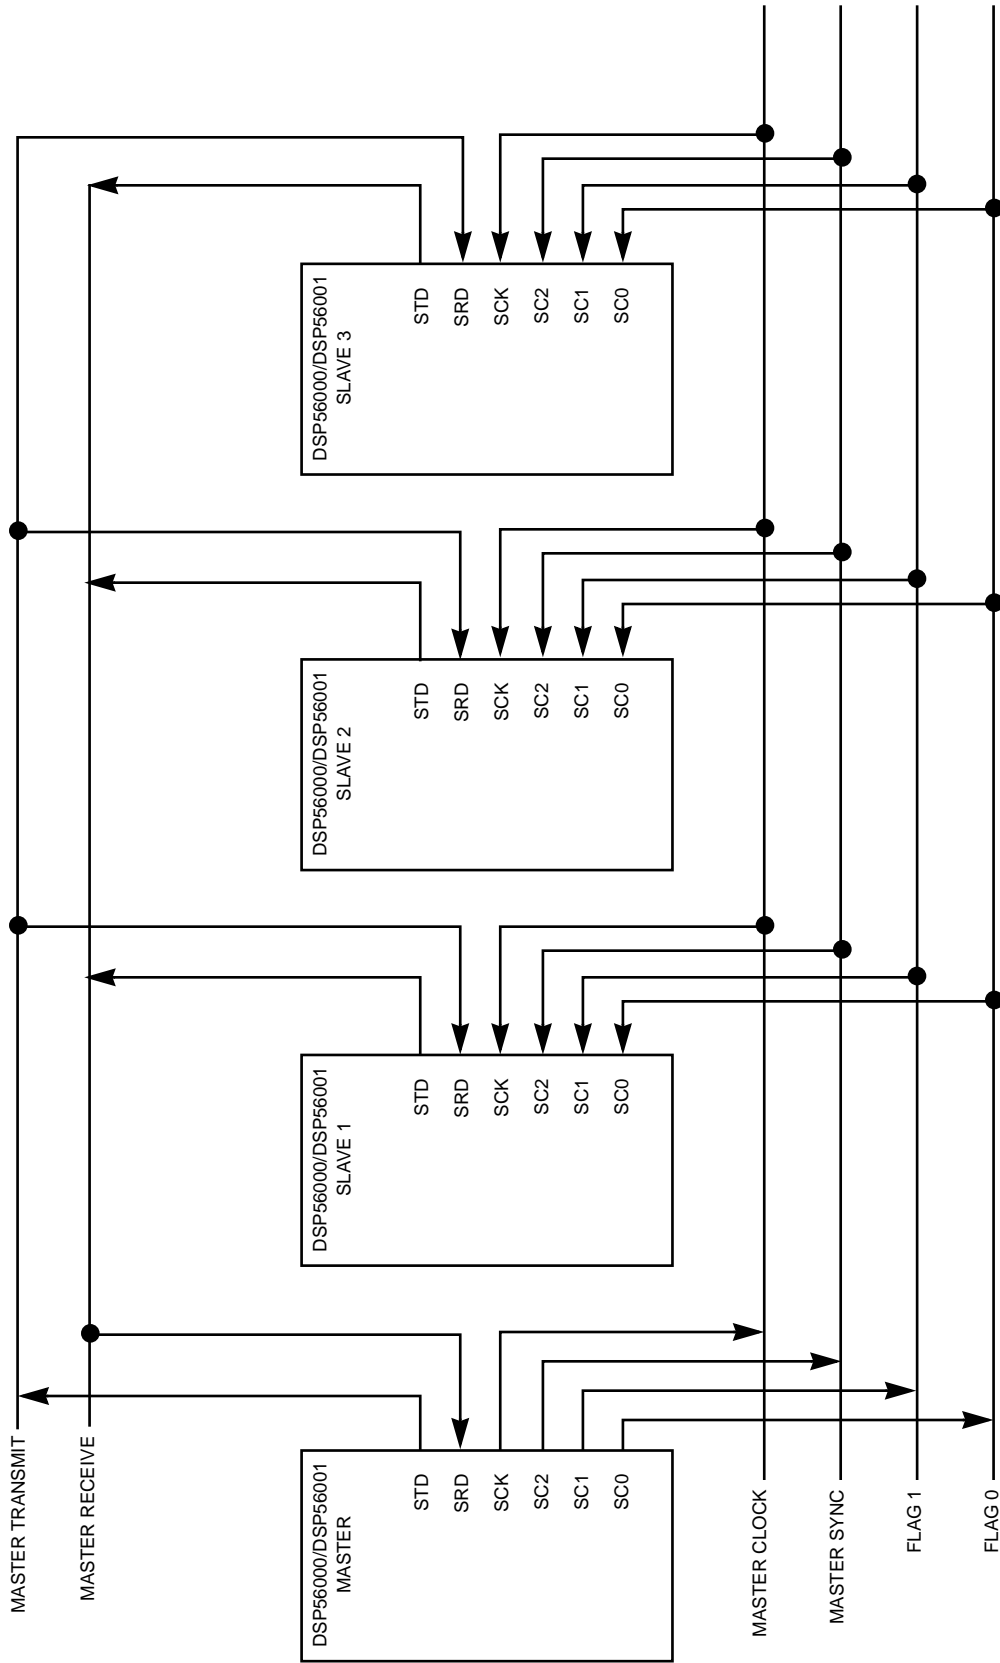 MASTER TRANSMIT
MASTER RECEIVE
DSP56000/DSP56001
MASTER
STD
SRD
SCK
SC2
SC1
SC0
DSP56000/DSP56001
SLAVE 1
STD
SRD
SCK
SC2
SC1
SC0
DSP56000/DSP56001
SLAVE 2
STD
SRD
SCK
SC2
SC1
SC0
DSP56000/DSP56001
SLAVE 3
STD
SRD
SCK
SC2
SC1
SC0
MASTER CLOCK
MASTER SYNC
FLAG 1
FLAG 0